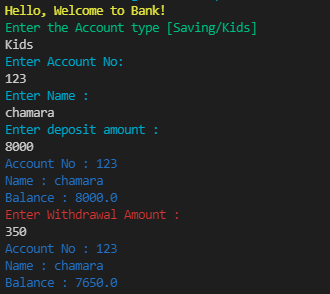 Hello, Welcome to Bank!
Enter the Account type [Saving/Kids]
Kids
Enter Account No:
123
Enter Name :
chamara
Enter deposit amount :
8000
Account No : 123
Name : chamara
Balance : 8000.0
Enter Withdrawal Amount :
350
Account No : 123
Name : chamara
Balance : 7650.0